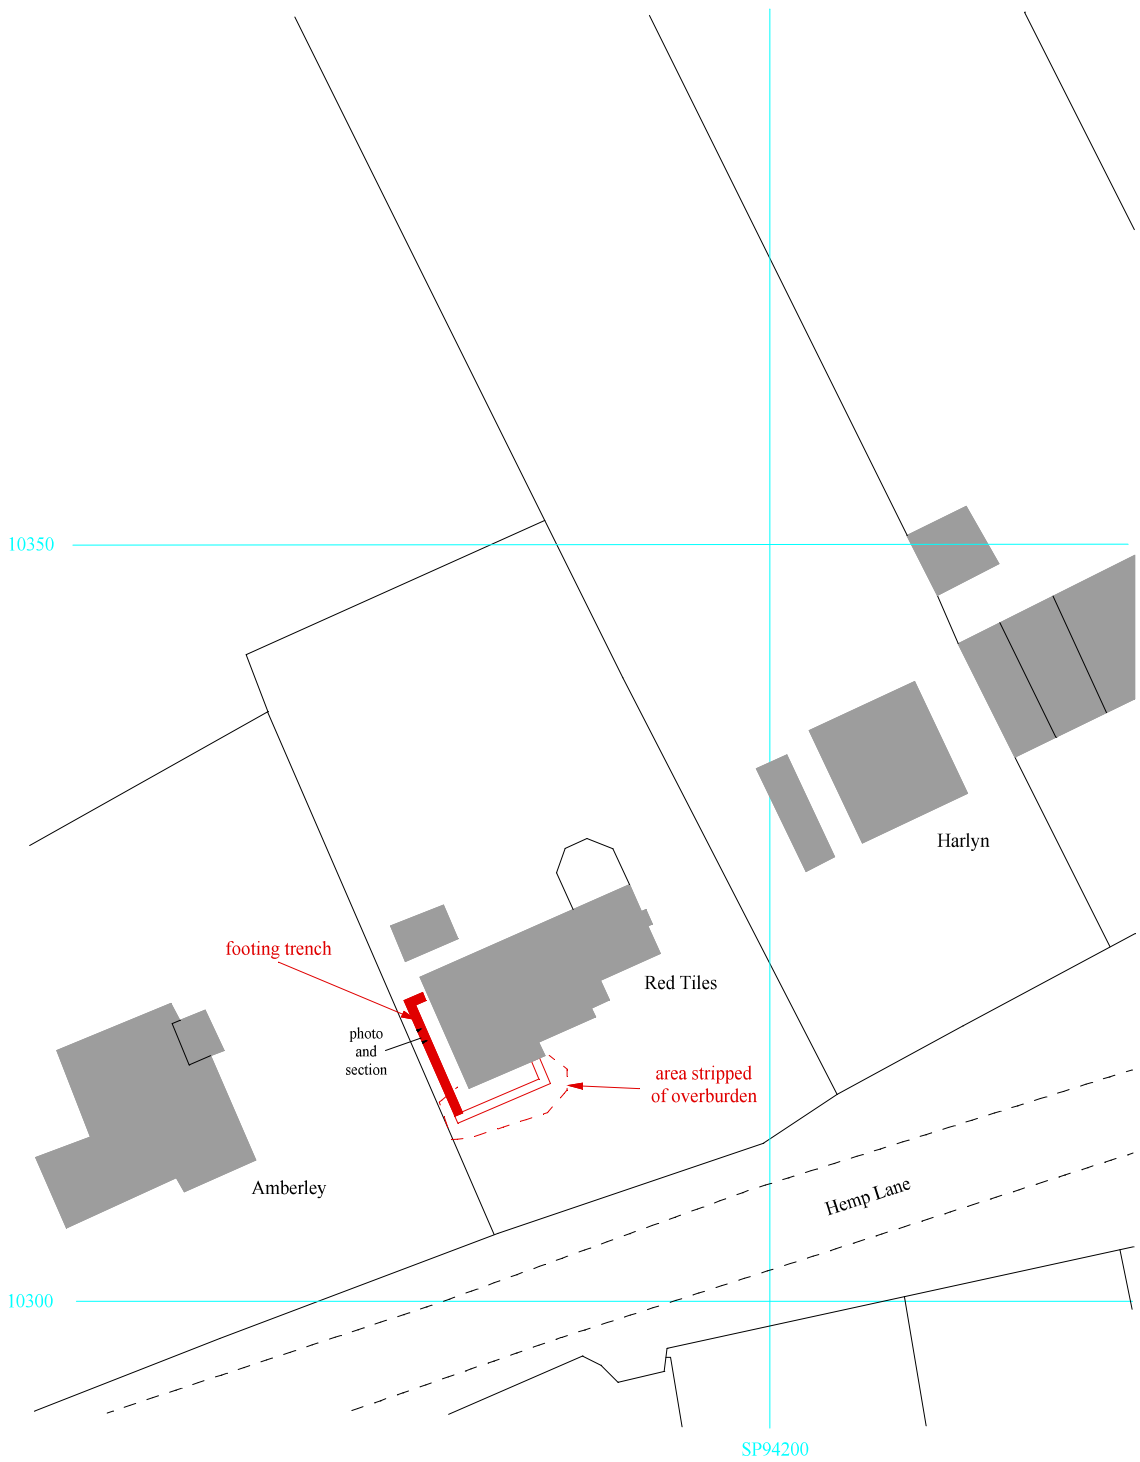 10350
Harlyn
footing trench
Red Tiles
photo
and
section
area stripped
of overburden
Amberley
Hemp Lane
10300
SP94200